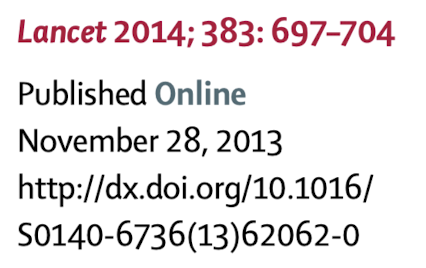 Lancet 2014; 383: 697–704
Published Online
November 28, 2013
http://dx.doi.org/10.1016/
S0140-6736(13)62062-0